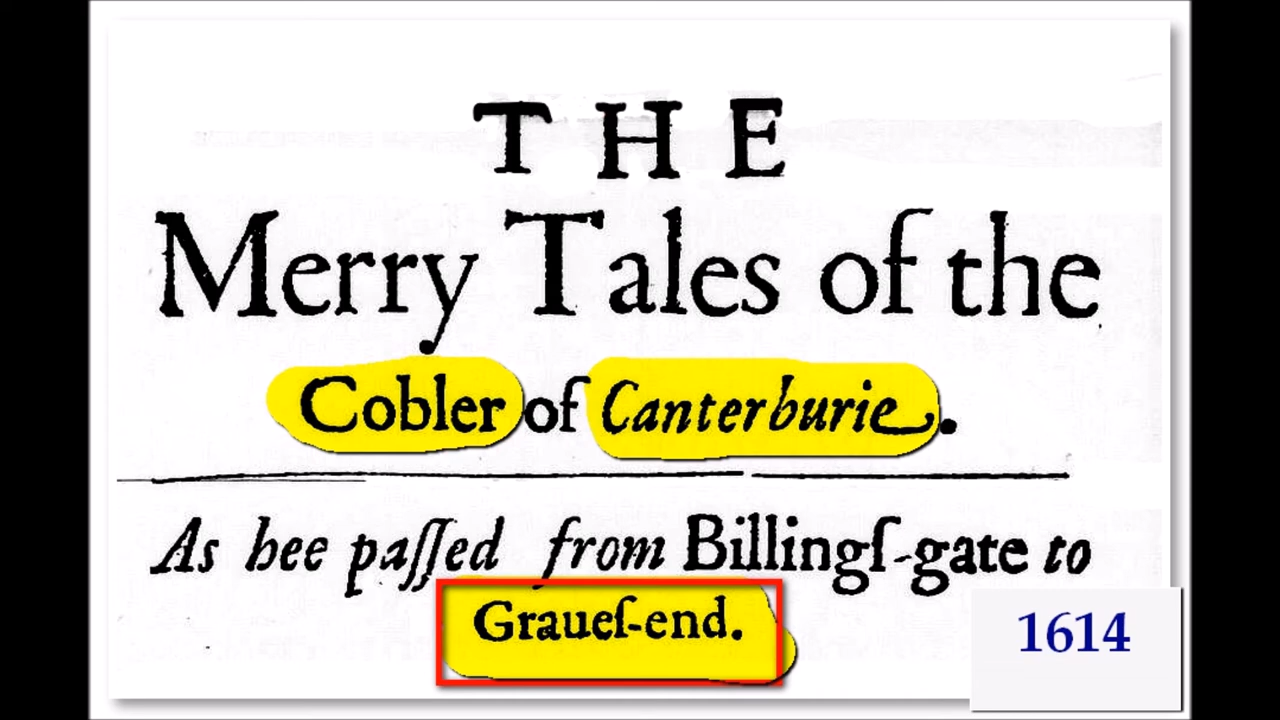 THE
Merry Tales of the
Cobler of Canterburie.
As hee paſſed from Billingſ-gate to
Graueſ-end.
1614